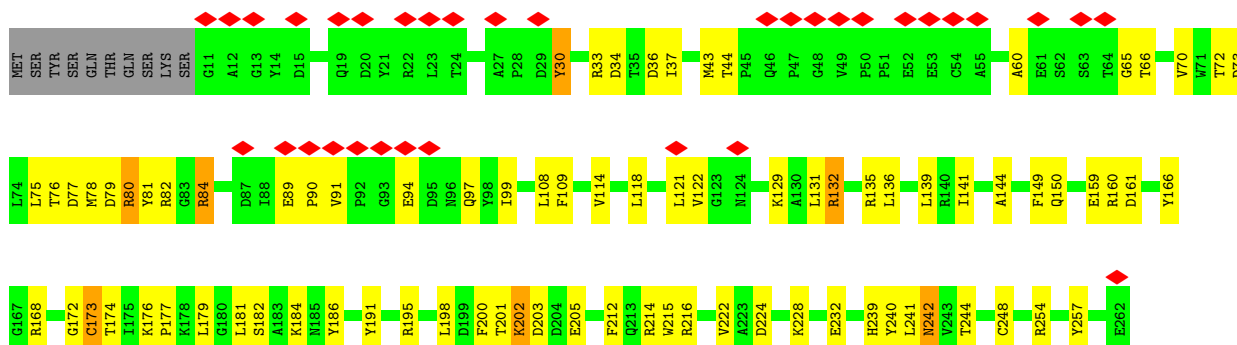 MET SER TYR SER GLN THR GLN SER LYS SER G11 A12 G13 Y14 D15 Q19 D20 Y21 R22 L23 T24 A27 P28 D29 Y30 R33 D34 T35 D36 I37 M43 T44 P45 Q46 P47 G48 V49 P50 P51 E52 E53 C54 A55 A60 E61 S62 S63 T64 G65 T66 V70 W71 T72 D73
L74 L75 T76 D77 M78 D79 R80 Y81 R82 G83 R84 D87 I88 E89 P90 V91 P92 G93 E94 D95 N96 Q97 Y98 I99 L108 F109 V114 L118 L121 V122 G123 N124 K129 A130 L131 R132 R135 L136 L139 R140 I141 A144 F149 Q150 E159 R160 D161 Y166
G167 R168 G172 C173 T174 I175 K176 P177 K178 L179 G180 L181 S182 A183 K184 N185 Y186 Y191 R195 L198 D199 F200 T201 K202 D203 D204 E205 F212 Q213 R214 W215 R216 V222 A223 D224 K228 E232 H239 Y240 L241 N242 V243 T244 C248 R254 Y257 E262